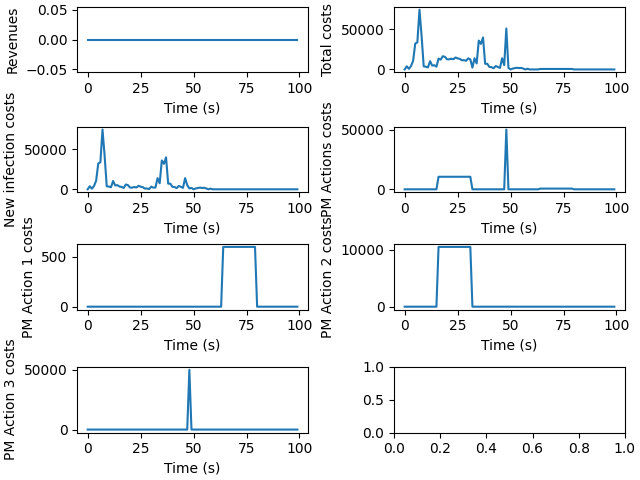 Revenues
0.05
0.00
−0.05
0 25 50 75 100
Time (s)
Total costs
50000
0
0 25 50 75 100
Time (s)
New infection costs
50000
0
0 25 50 75 100
Time (s)
PM Actions costs
50000
0
0 25 50 75 100
Time (s)
PM Action 1 costs
500
0
0 25 50 75 100
Time (s)
PM Action 2 costs
10000
0
0 25 50 75 100
Time (s)
PM Action 3 costs
50000
0
0 25 50 75 100
Time (s)
1.0
0.5
0.0
0.0 0.2 0.4 0.6 0.8 1.0